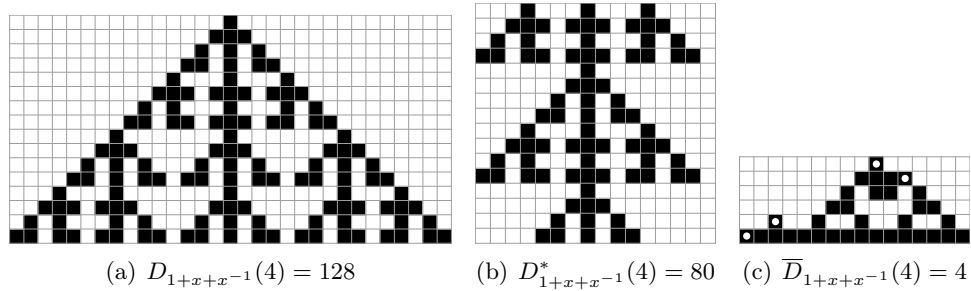 (a) $D_{1+x+x^{-1}}(4) = 128$
(b) $D^*_{1+x+x^{-1}}(4) = 80$
(c) $\overline{D}_{1+x+x^{-1}}(4) = 4$